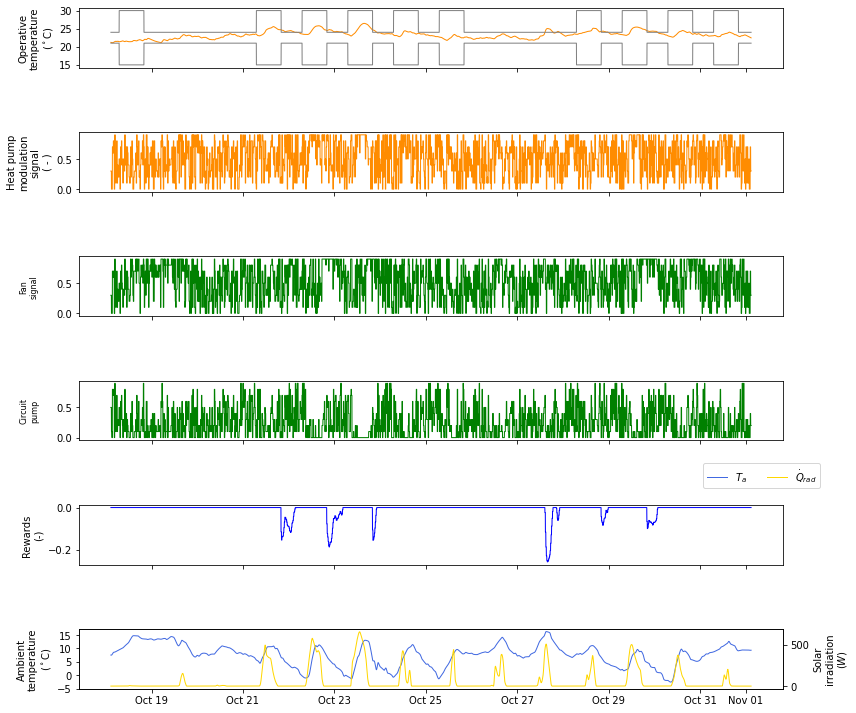 Operative
temperature
(°C)
30
25
20
15
Heat pump
modulation
signal
( - )
0.5
0.0
Fan
signal
0.5
0.0
Circuit
pump
0.5
0.0
T_a
Q̇_rad
Rewards
(-)
0.0
−0.2
Ambient
temperature
(°C)
15
10
5
0
−5
500
0
Solar
irradiation
(W)
Oct 19 Oct 21 Oct 23 Oct 25 Oct 27 Oct 29 Oct 31 Nov 01